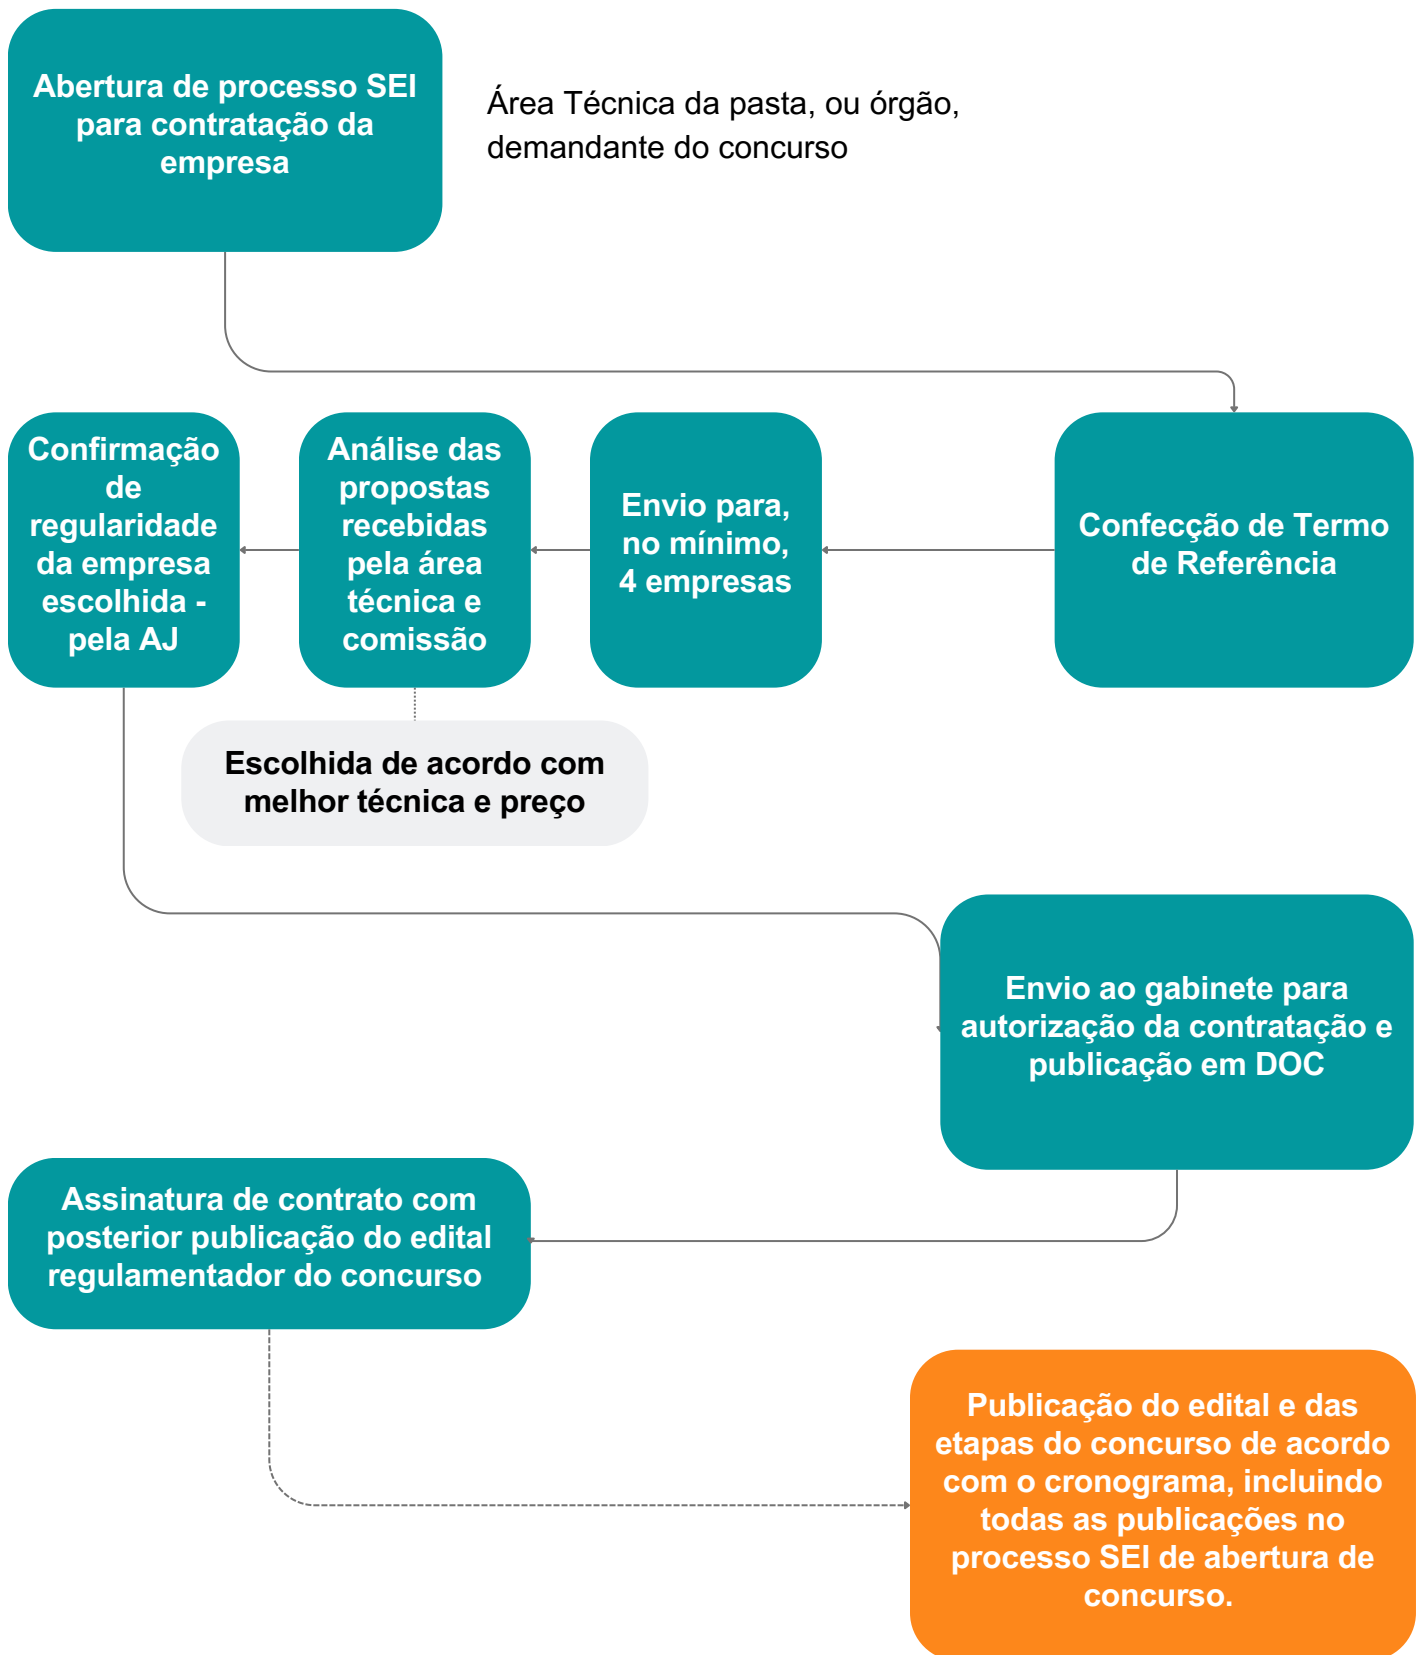 Abertura de processo SEI
para contratação da
empresa
Área Técnica da pasta, ou órgão,
demandante do concurso
Confecção de Termo
de Referência
Envio para,
no mínimo,
4 empresas
Análise das
propostas
recebidas
pela área
técnica e
comissão
Escolhida de acordo com
melhor técnica e preço
Confirmação
de
regularidade
da empresa
escolhida -
pela AJ
Envio ao gabinete para
autorização da contratação e
publicação em DOC
Assinatura de contrato com
posterior publicação do edital
regulamentador do concurso
Publicação do edital e das
etapas do concurso de acordo
com o cronograma, incluindo
todas as publicações no
processo SEI de abertura de
concurso.